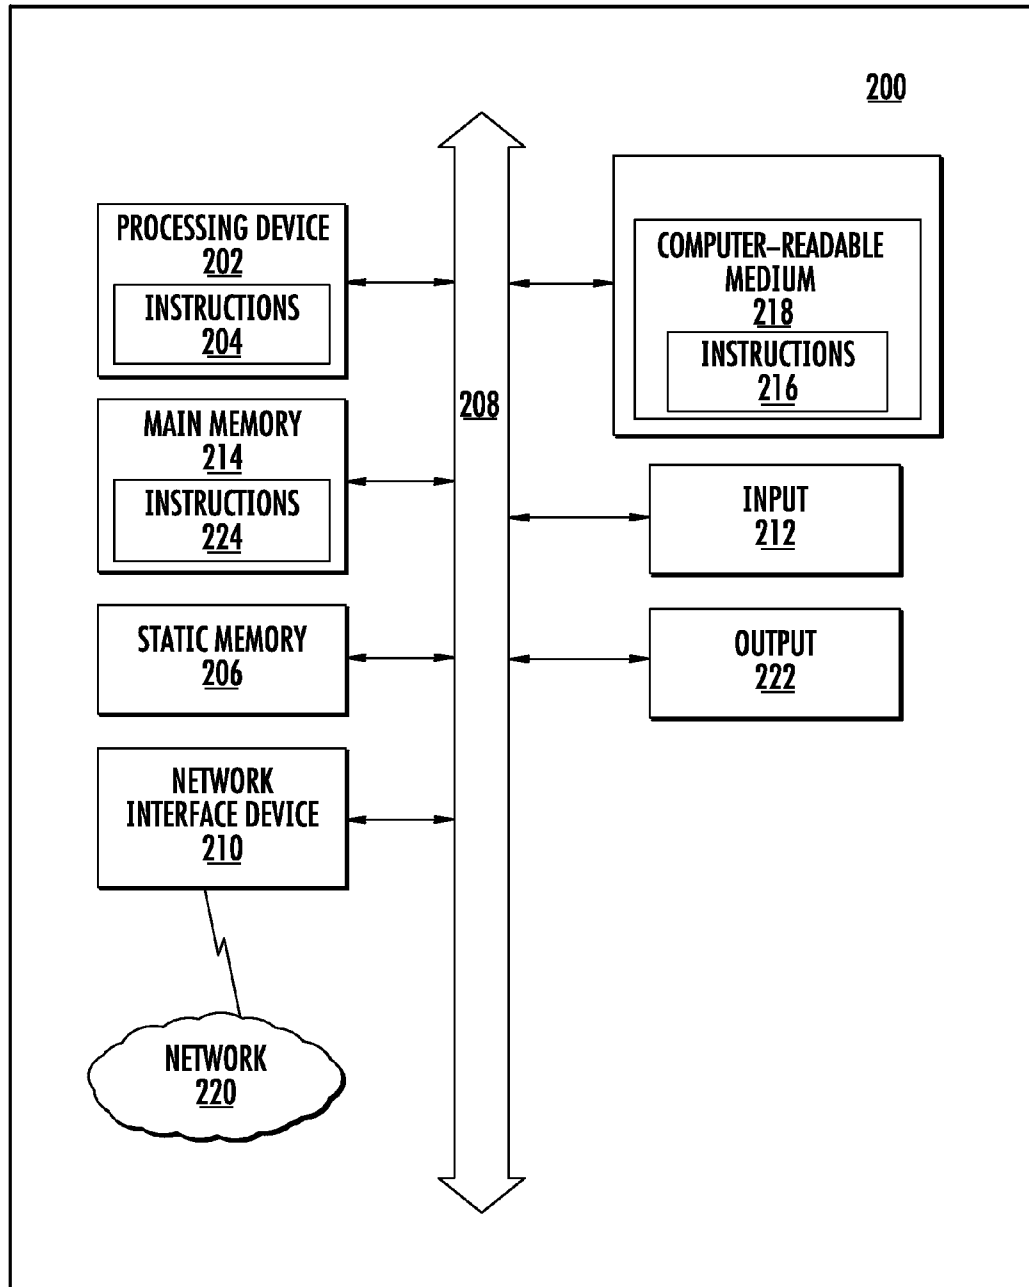 200
PROCESSING DEVICE
202
INSTRUCTIONS
204
MAIN MEMORY
214
INSTRUCTIONS
224
STATIC MEMORY
206
NETWORK
INTERFACE DEVICE
210
NETWORK
220
208
COMPUTER–READABLE
MEDIUM
218
INSTRUCTIONS
216
INPUT
212
OUTPUT
222